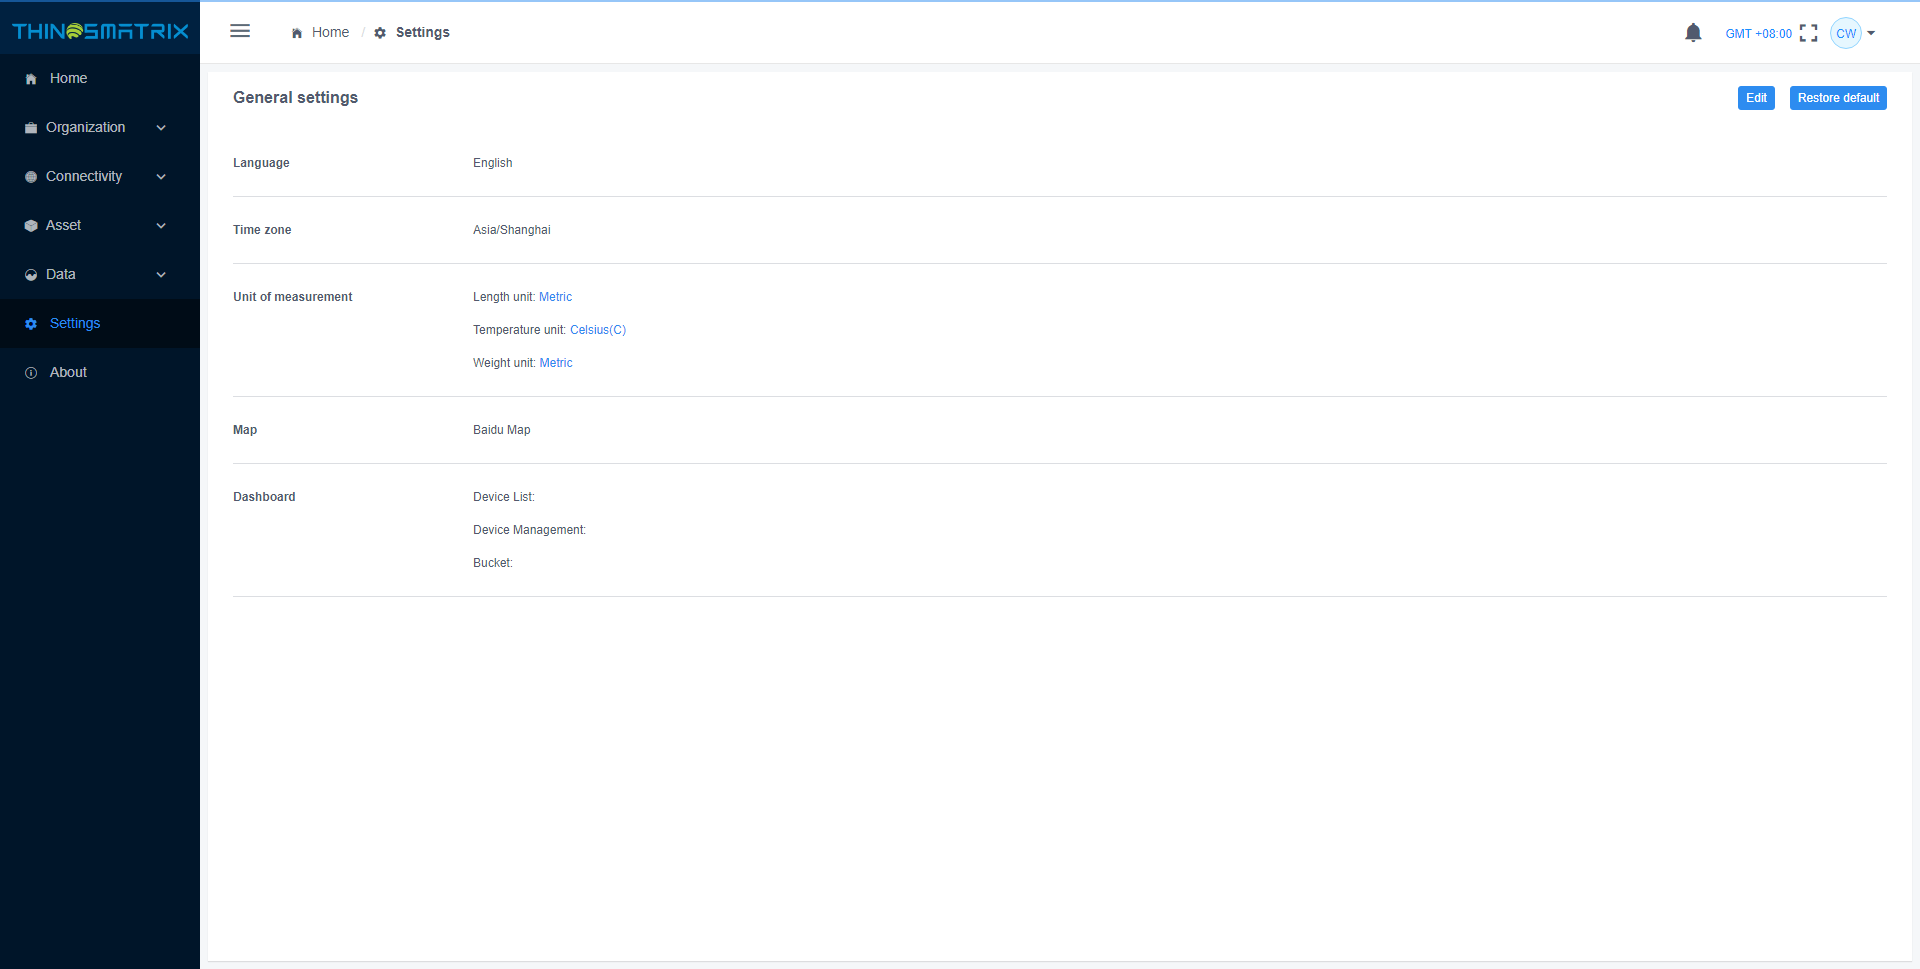 THINGSMATRIX
Home / Settings
GMT +08:00
CW
Home
Organization
Connectivity
Asset
Data
Settings
About
General settings
Edit
Restore default
Language English
Time zone Asia/Shanghai
Unit of measurement Length unit: Metric
Temperature unit: Celsius(C)
Weight unit: Metric
Map Baidu Map
Dashboard Device List:
Device Management:
Bucket: